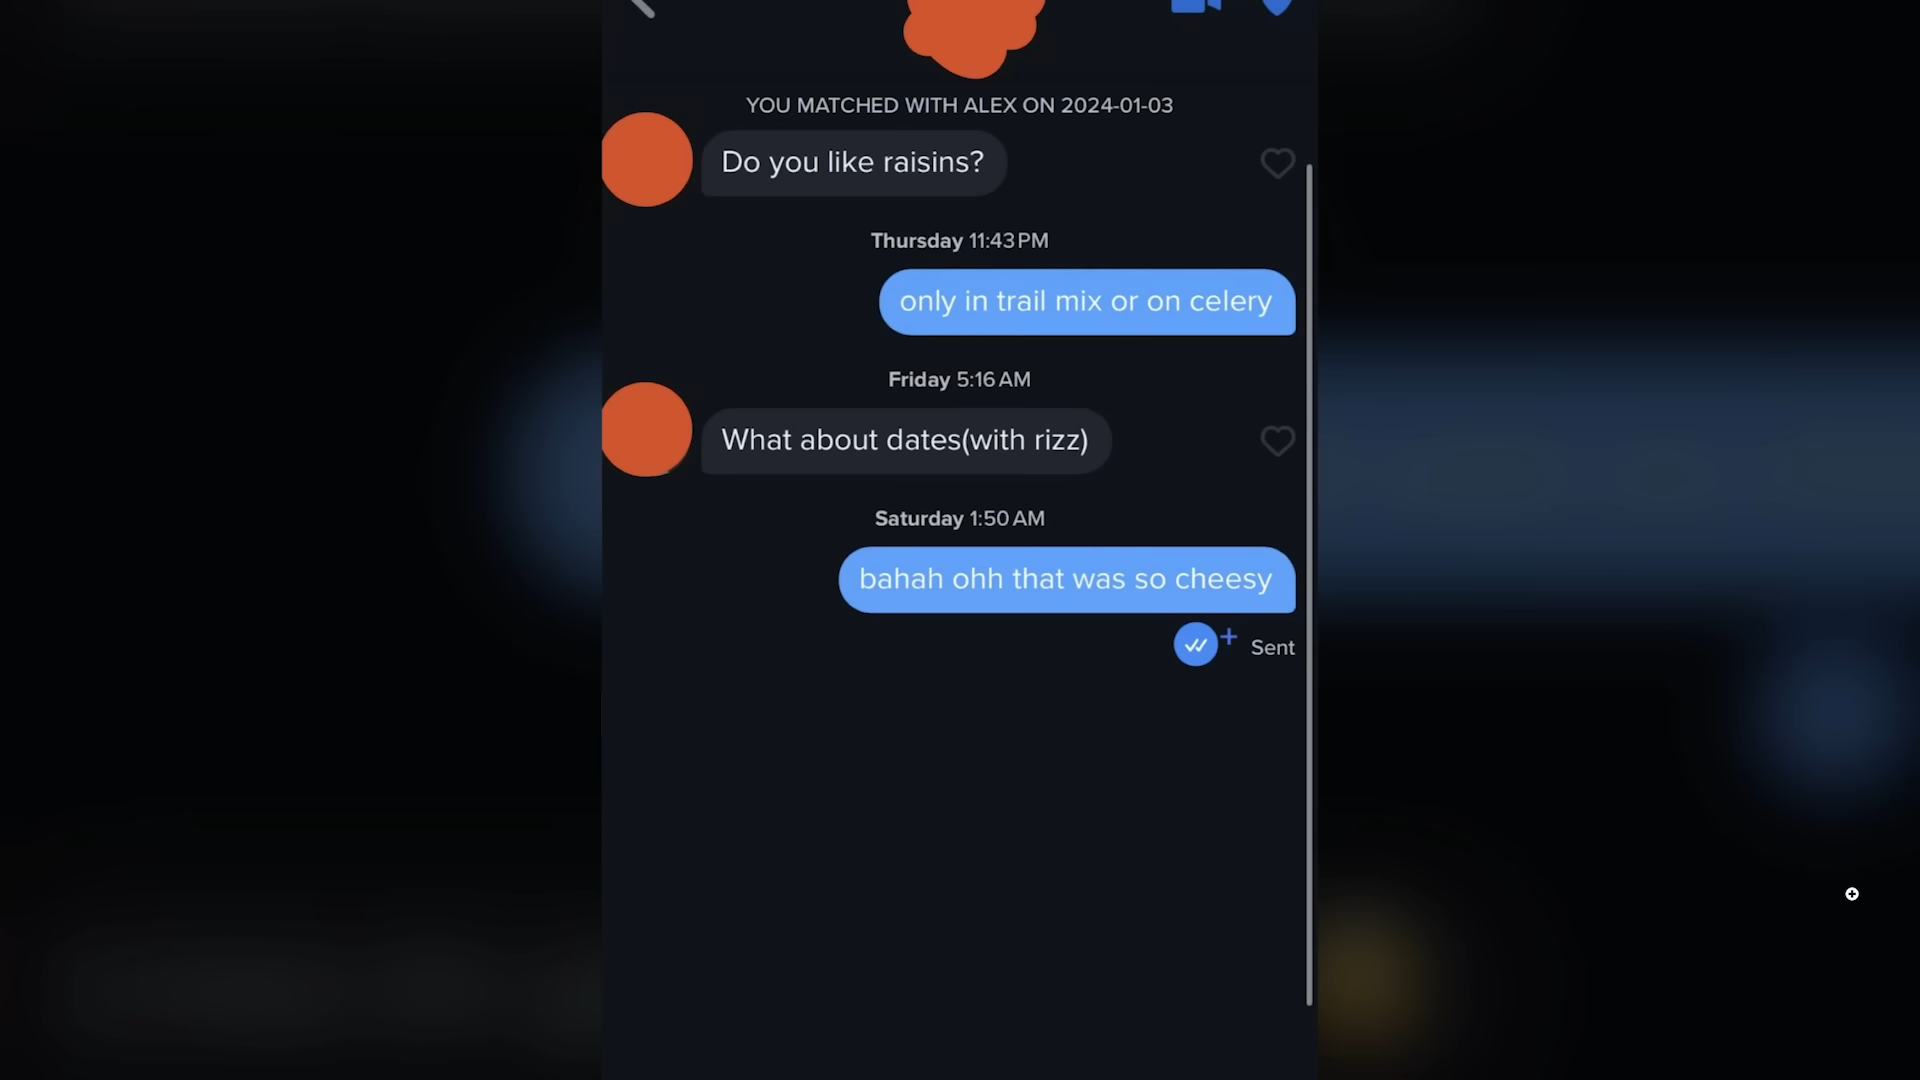 YOU MATCHED WITH ALEX ON 2024-01-03
Do you like raisins?
Thursday 11:43 PM
only in trail mix or on celery
Friday 5:16 AM
What about dates(with rizz)
Saturday 1:50 AM
bahah ohh that was so cheesy
Sent